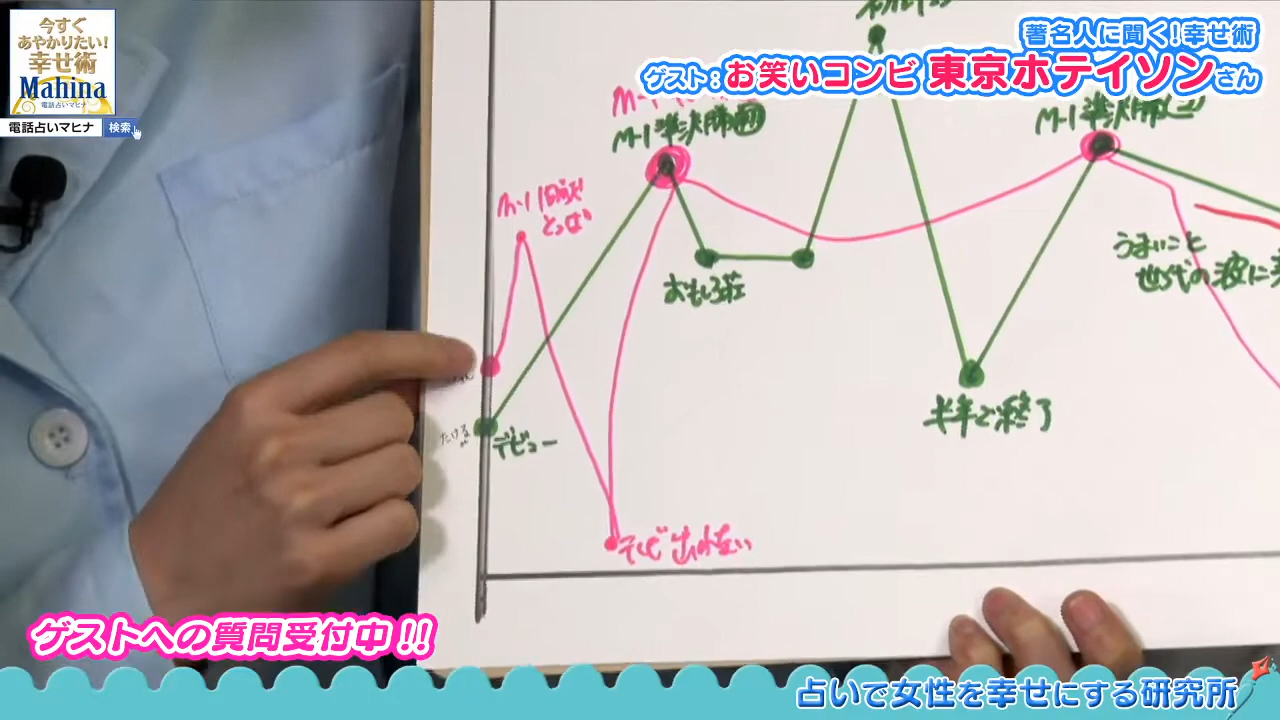 今すぐ
あやかりたい!
幸せ術
Mahina
電話占いマヒナ
電話占いマヒナ 検索
著名人に聞く!幸せ術
ゲスト:お笑いコンビ 東京ホテイソンさん
M-1準決勝
M-1準決勝
M-1 1回戦
とっぱ
おもしろ荘
うまいこと
世代の波に
半年で終了
たける
デビュー
テレビ出れない
ゲストへの質問受付中!!
占いで女性を幸せにする研究所